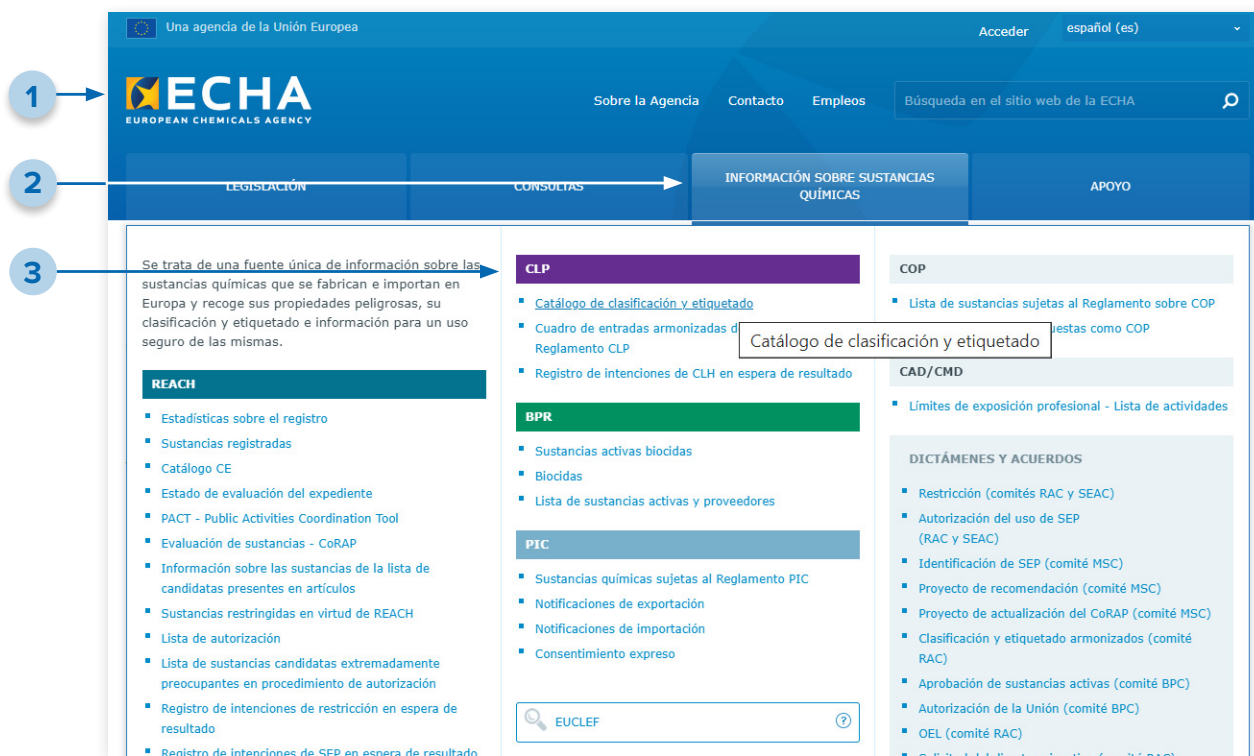 Una agencia de la Unión Europea
Acceder
español (es)
1
ECHA
EUROPEAN CHEMICALS AGENCY
Sobre la Agencia
Contacto
Empleos
Búsqueda en el sitio web de la ECHA
2
LEGISLACIÓN
CONSULTAS
INFORMACIÓN SOBRE SUSTANCIAS
QUÍMICAS
APOYO
3
Se trata de una fuente única de información sobre las
sustancias químicas que se fabrican e importan en
Europa y recoge sus propiedades peligrosas, su
clasificación y etiquetado e información para un uso
seguro de las mismas.
REACH
Estadísticas sobre el registro
Sustancias registradas
Catálogo CE
Estado de evaluación del expediente
PACT - Public Activities Coordination Tool
Evaluación de sustancias - CoRAP
Información sobre las sustancias de la lista de
candidatas presentes en artículos
Sustancias restringidas en virtud de REACH
Lista de autorización
Lista de sustancias candidatas extremadamente
preocupantes en procedimiento de autorización
Registro de intenciones de restricción en espera de
resultado
Registro de intenciones de SEP en espera de resultado
CLP
Catálogo de clasificación y etiquetado
Cuadro de entradas armonizadas
Reglamento CLP
Registro de intenciones de CLH en espera de resultado
Catálogo de clasificación y etiquetado
BPR
Sustancias activas biocidas
Biocidas
Lista de sustancias activas y proveedores
PIC
Sustancias químicas sujetas al Reglamento PIC
Notificaciones de exportación
Notificaciones de importación
Consentimiento expreso
EUCLEF
?
COP
Lista de sustancias sujetas al Reglamento sobre COP
como COP
CAD/CMD
Límites de exposición profesional - Lista de actividades
DICTÁMENES Y ACUERDOS
Restricción (comités RAC y SEAC)
Autorización del uso de SEP
(RAC y SEAC)
Identificación de SEP (comité MSC)
Proyecto de recomendación (comité MSC)
Proyecto de actualización del CoRAP (comité MSC)
Clasificación y etiquetado armonizados (comité
RAC)
Aprobación de sustancias activas (comité BPC)
Autorización de la Unión (comité BPC)
OEL (comité RAC)